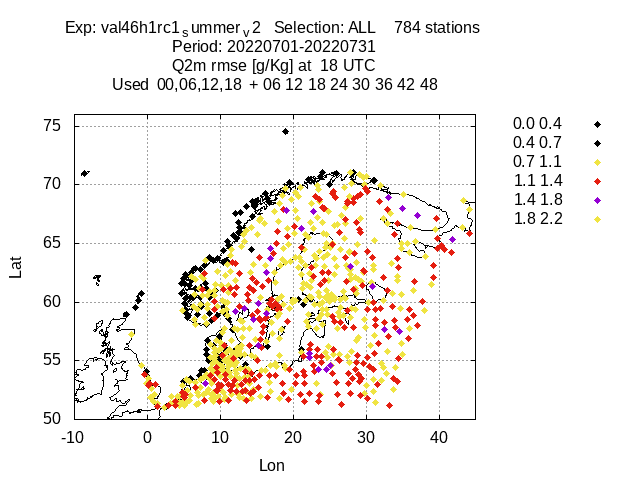 Exp: val46h1rc1 s ummer v 2 Selection: ALL 784 stations
Period: 20220701-20220731
Q2m rmse [g/Kg] at 18 UTC
Used 00,06,12,18 + 06 12 18 24 30 36 42 48
0.0 0.4
0.4 0.7
0.7 1.1
1.1 1.4
1.4 1.8
1.8 2.2
75
70
65
60
55
50
Lat
-10 0 10 20 30 40
Lon